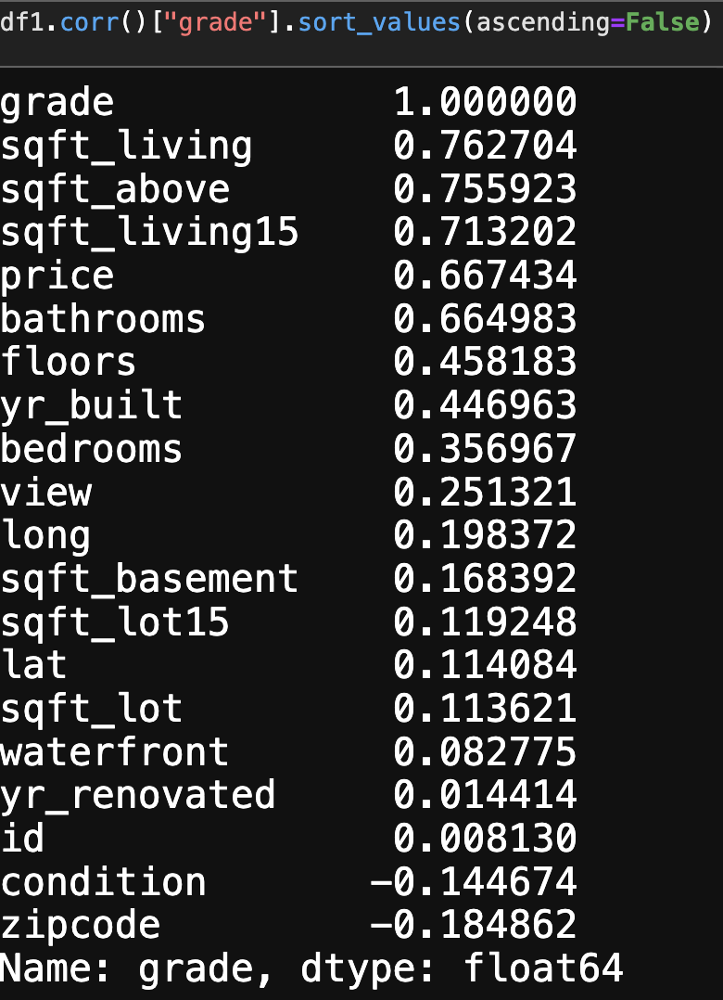 df1.corr()["grade"].sort_values(ascending=False)
grade 1.000000
sqft_living 0.762704
sqft_above 0.755923
sqft_living15 0.713202
price 0.667434
bathrooms 0.664983
floors 0.458183
yr_built 0.446963
bedrooms 0.356967
view 0.251321
long 0.198372
sqft_basement 0.168392
sqft_lot15 0.119248
lat 0.114084
sqft_lot 0.113621
waterfront 0.082775
yr_renovated 0.014414
id 0.008130
condition -0.144674
zipcode -0.184862
Name: grade, dtype: float64